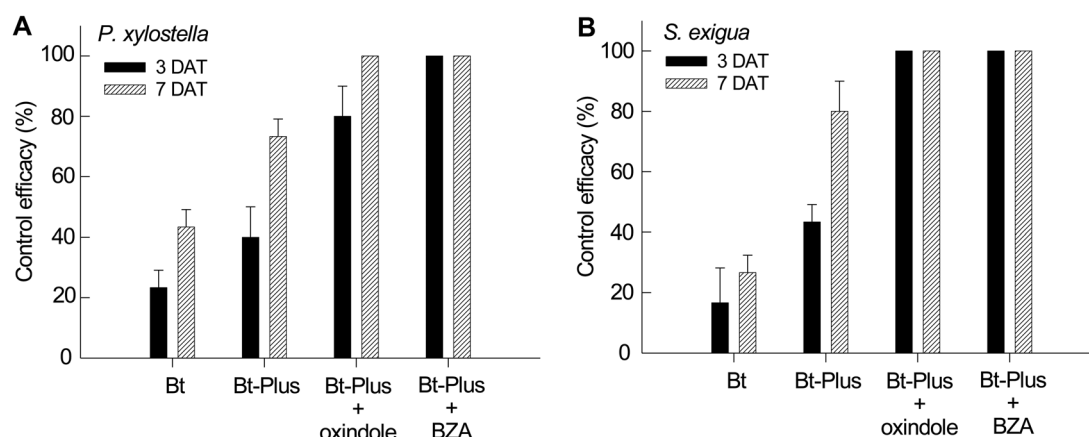 A
P. xylostella
3 DAT
7 DAT
Control efficacy (%)
100
80
60
40
20
0
Bt
Bt-Plus
Bt-Plus
+
oxindole
Bt-Plus
+
BZA
B
S. exigua
3 DAT
7 DAT
Control efficacy (%)
100
80
60
40
20
0
Bt
Bt-Plus
Bt-Plus
+
oxindole
Bt-Plus
+
BZA